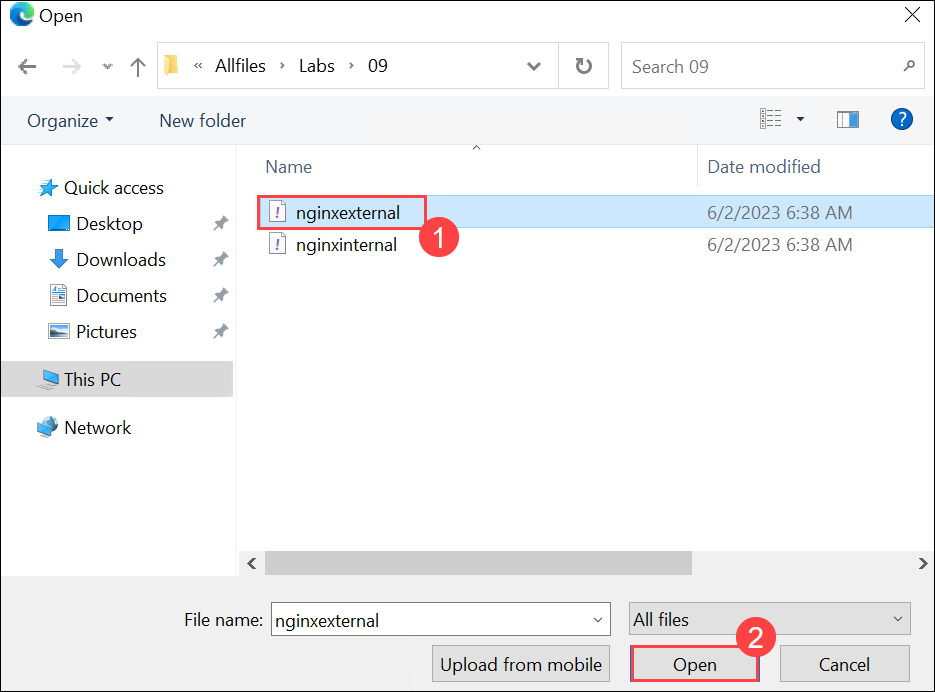 Open
« Allfiles › Labs › 09
Search 09
Organize
New folder
?
Name
Date modified
Quick access
Desktop
Downloads
Documents
Pictures
This PC
Network
! nginxexternal 6/2/2023 6:38 AM
1
! nginxinternal 6/2/2023 6:38 AM
File name: nginxexternal
All files
2
Upload from mobile
Open
Cancel